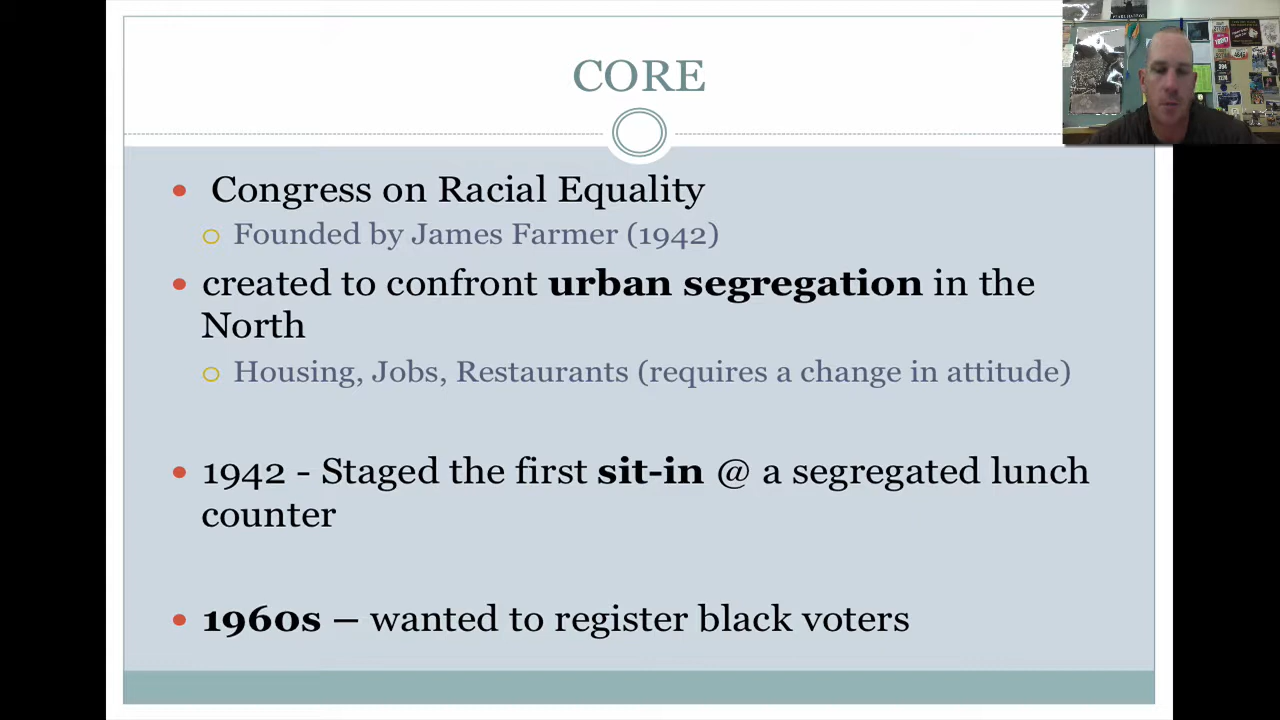 CORE
• Congress on Racial Equality
○ Founded by James Farmer (1942)
• created to confront urban segregation in the
North
○ Housing, Jobs, Restaurants (requires a change in attitude)
• 1942 - Staged the first sit-in @ a segregated lunch
counter
• 1960s – wanted to register black voters